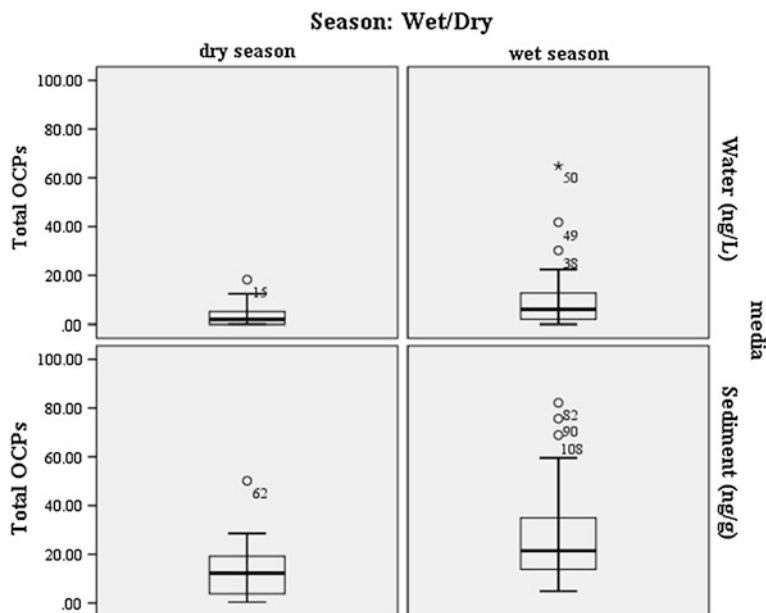 Season: Wet/Dry
dry season
wet season
Total OCPs
100.00
80.00
60.00
40.00
20.00
.00
15
50
49
38
Water (ng/L)
media
Total OCPs
100.00
80.00
60.00
40.00
20.00
.00
62
82
90
108
Sediment (ng/g)